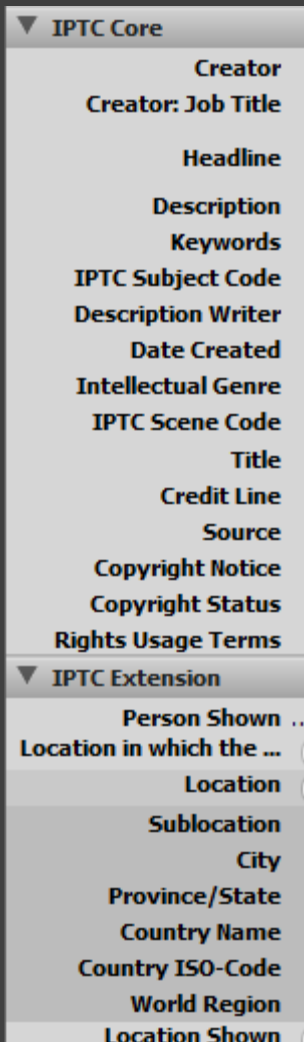 IPTC Core
Creator
Creator: Job Title
Headline
Description
Keywords
IPTC Subject Code
Description Writer
Date Created
Intellectual Genre
IPTC Scene Code
Title
Credit Line
Source
Copyright Notice
Copyright Status
Rights Usage Terms
IPTC Extension
Person Shown ..
Location in which the ...
Location
Sublocation
City
Province/State
Country Name
Country ISO-Code
World Region
Location Shown